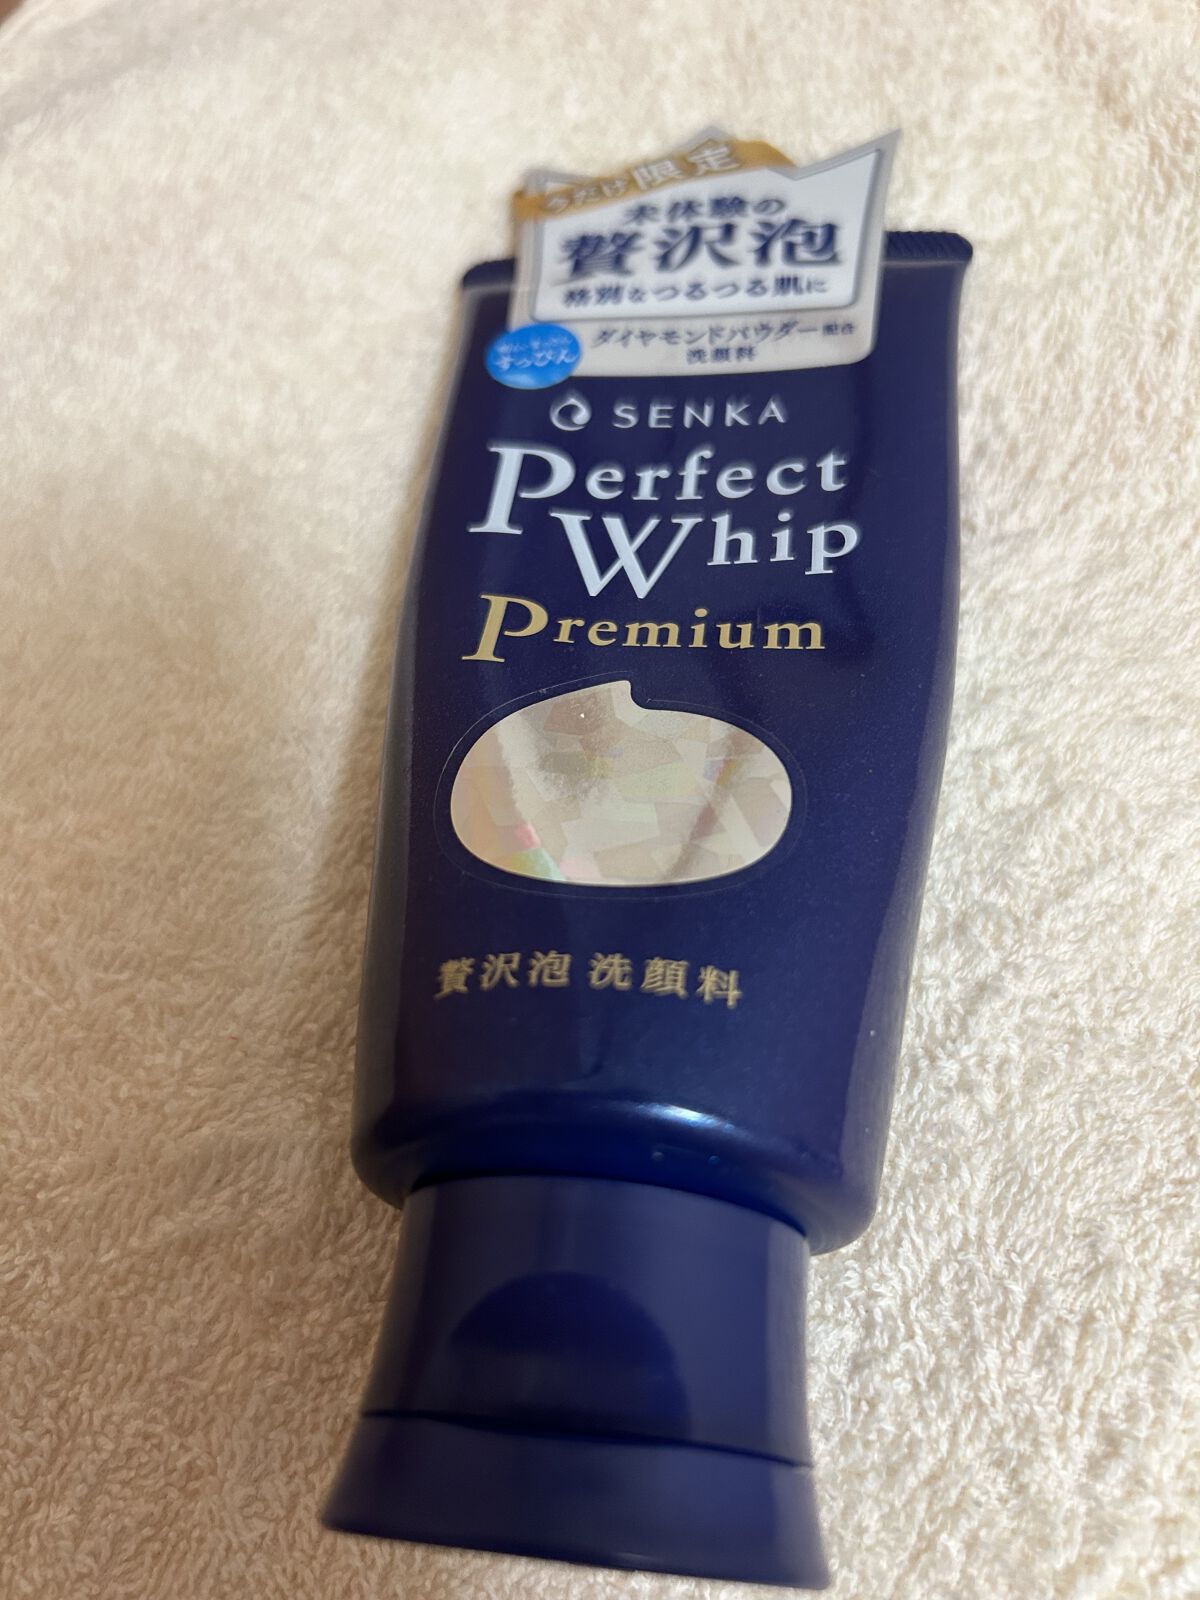 今だけ限定
未体験の
贅沢泡
格別なつるつる肌に
ダイヤモンドパウダー配合
洗顔料
すっぴん
SENKA
Perfect
Whip
Premium
贅沢泡 洗顔料